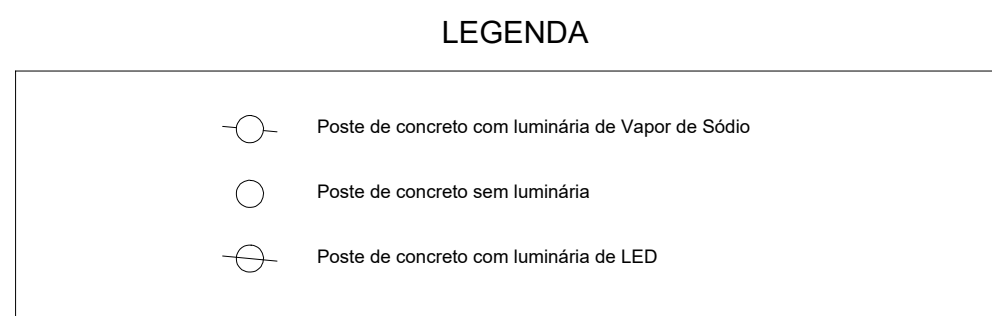 LEGENDA
Poste de concreto com luminária de Vapor de Sódio
Poste de concreto sem luminária
Poste de concreto com luminária de LED